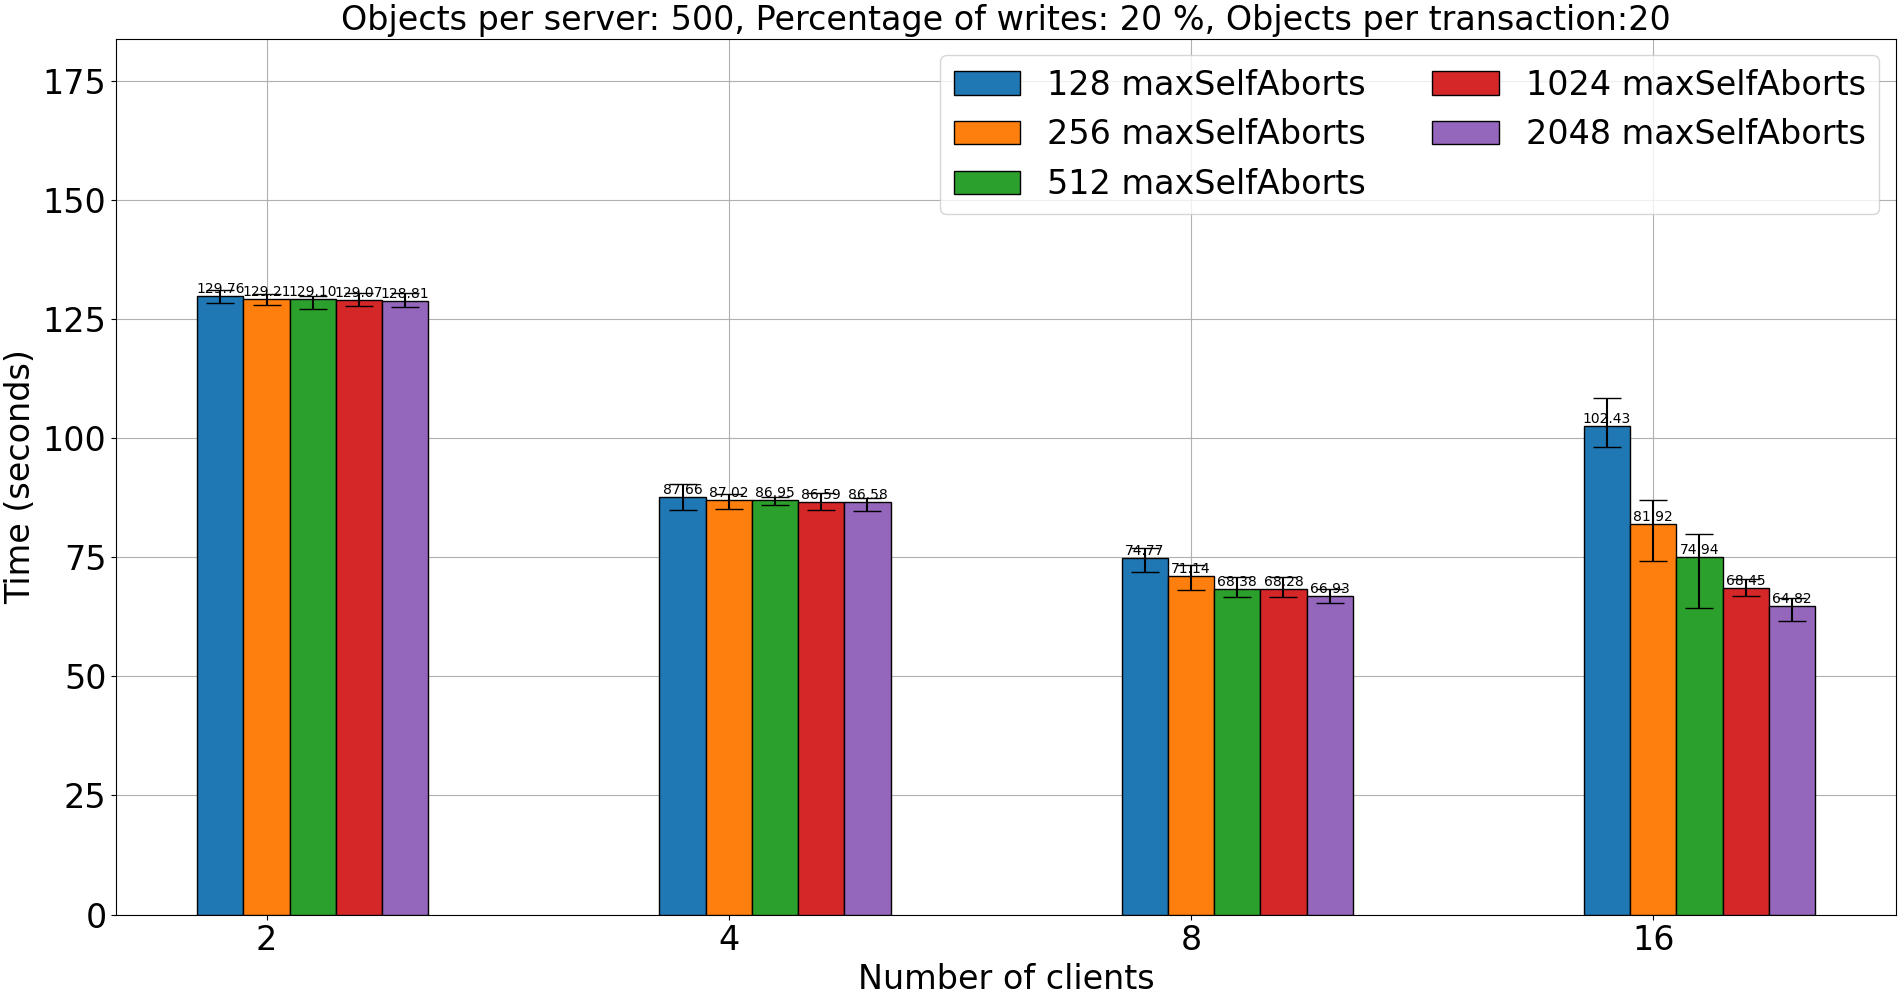 Objects per server: 500, Percentage of writes: 20 %, Objects per transaction:20
128 maxSelfAborts
256 maxSelfAborts
512 maxSelfAborts
1024 maxSelfAborts
2048 maxSelfAborts
Time (seconds)
175
150
125
100
75
50
25
0
129.76 129.21 129.10 129.07 128.81
87.66 87.02 86.95 86.59 86.58
74.77 71.14 68.38 68.28 66.93
102.43 81.92 74.94 68.45 64.82
2 4 8 16
Number of clients